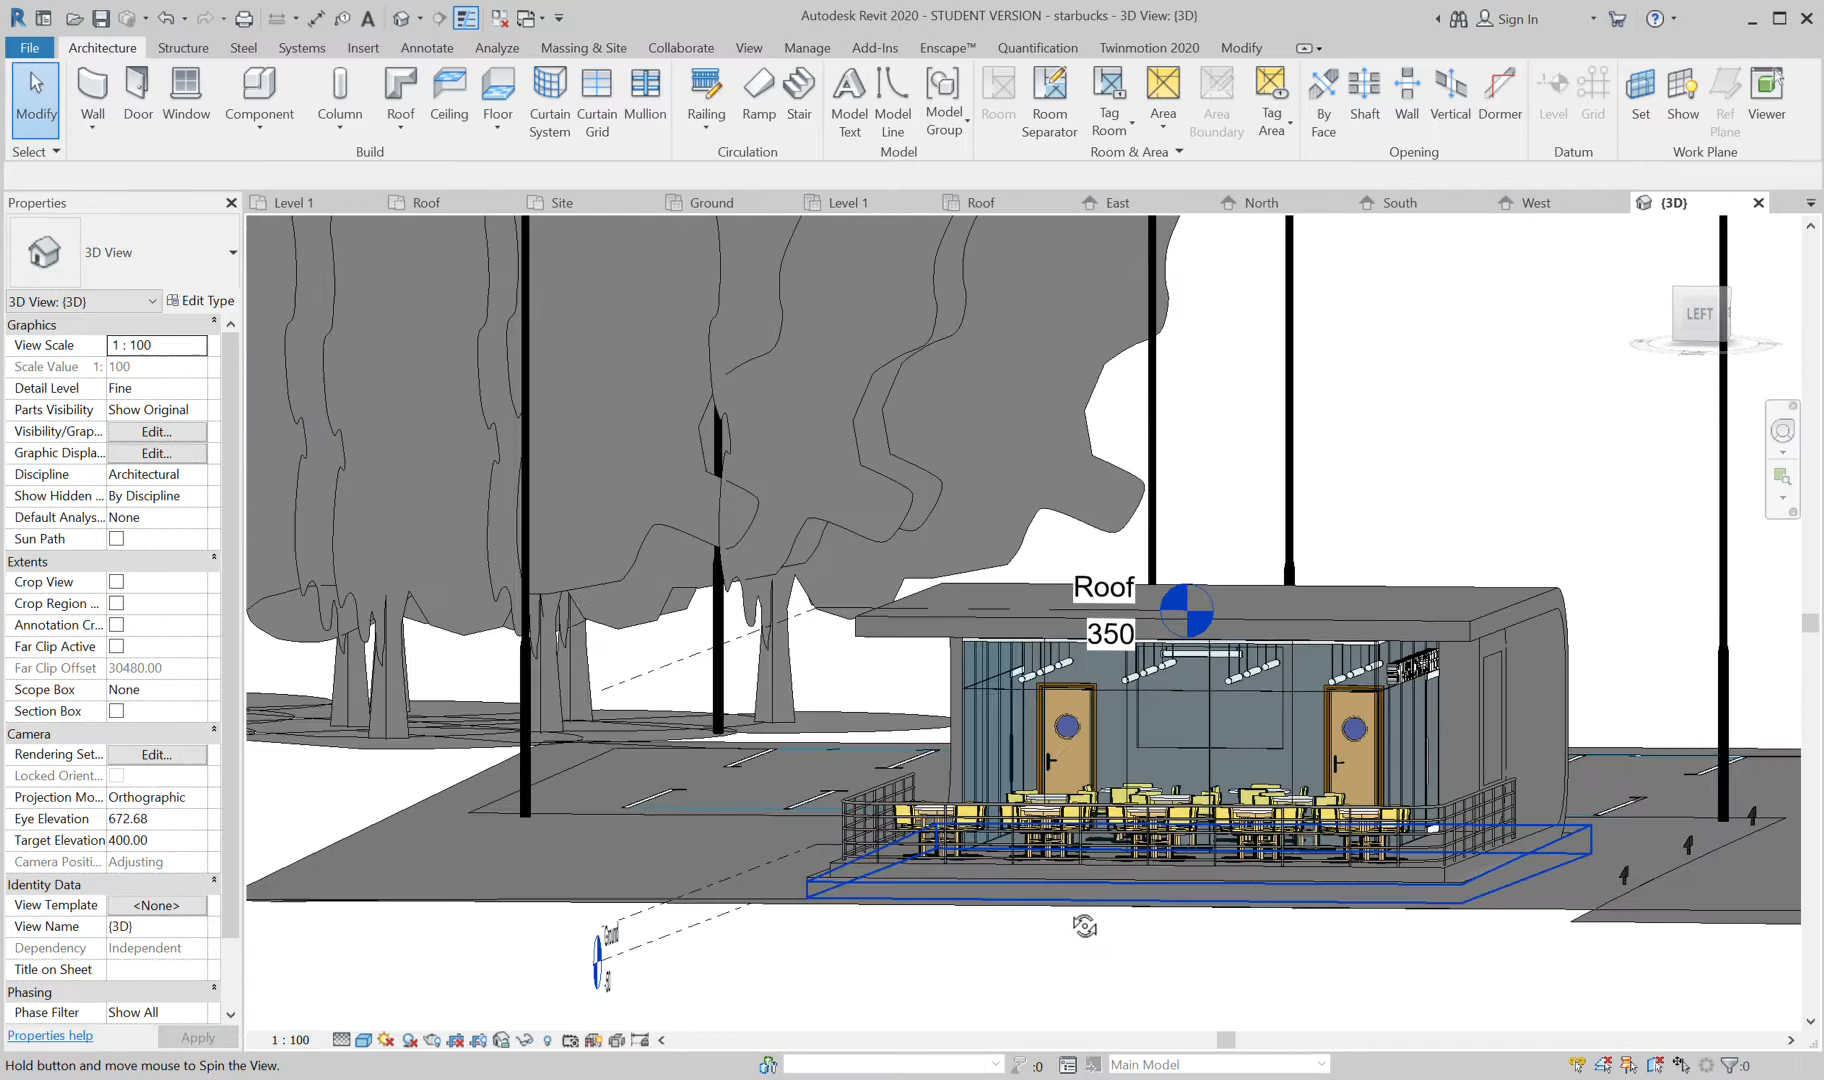 Autodesk Revit 2020 - STUDENT VERSION - starbucks - 3D View: {3D}
Sign In
File Architecture Structure Steel Systems Insert Annotate Analyze Massing & Site Collaborate View Manage Add-Ins Enscape™ Quantification Twinmotion 2020 Modify
Modify
Wall
Door
Window
Component
Column
Roof
Ceiling
Floor
Curtain System
Curtain Grid
Mullion
Railing
Ramp
Stair
Model Text
Model Line
Model Group
Room
Room Separator
Tag Room
Area
Area Boundary
Tag Area
By Face
Shaft
Wall
Vertical
Dormer
Level
Grid
Set
Show
Ref Plane
Viewer
Select
Build
Circulation
Model
Room & Area
Opening
Datum
Work Plane
Properties
Level 1
Roof
Site
Ground
Level 1
Roof
East
North
South
West
{3D}
3D View
3D View: {3D}
Edit Type
Graphics
View Scale 1 : 100
Scale Value 1: 100
Detail Level Fine
Parts Visibility Show Original
Visibility/Grap... Edit...
Graphic Displa... Edit...
Discipline Architectural
Show Hidden ... By Discipline
Default Analys... None
Sun Path
Extents
Crop View
Crop Region ...
Annotation Cr...
Far Clip Active
Far Clip Offset 30480.00
Scope Box None
Section Box
Camera
Rendering Set... Edit...
Locked Orient...
Projection Mo... Orthographic
Eye Elevation 672.68
Target Elevation 400.00
Camera Positi... Adjusting
Identity Data
View Template <None>
View Name {3D}
Dependency Independent
Title on Sheet
Phasing
Phase Filter Show All
Properties help
Apply
LEFT
Roof
350
Ground
1 : 100
Hold button and move mouse to Spin the View.
:0
Main Model
:0